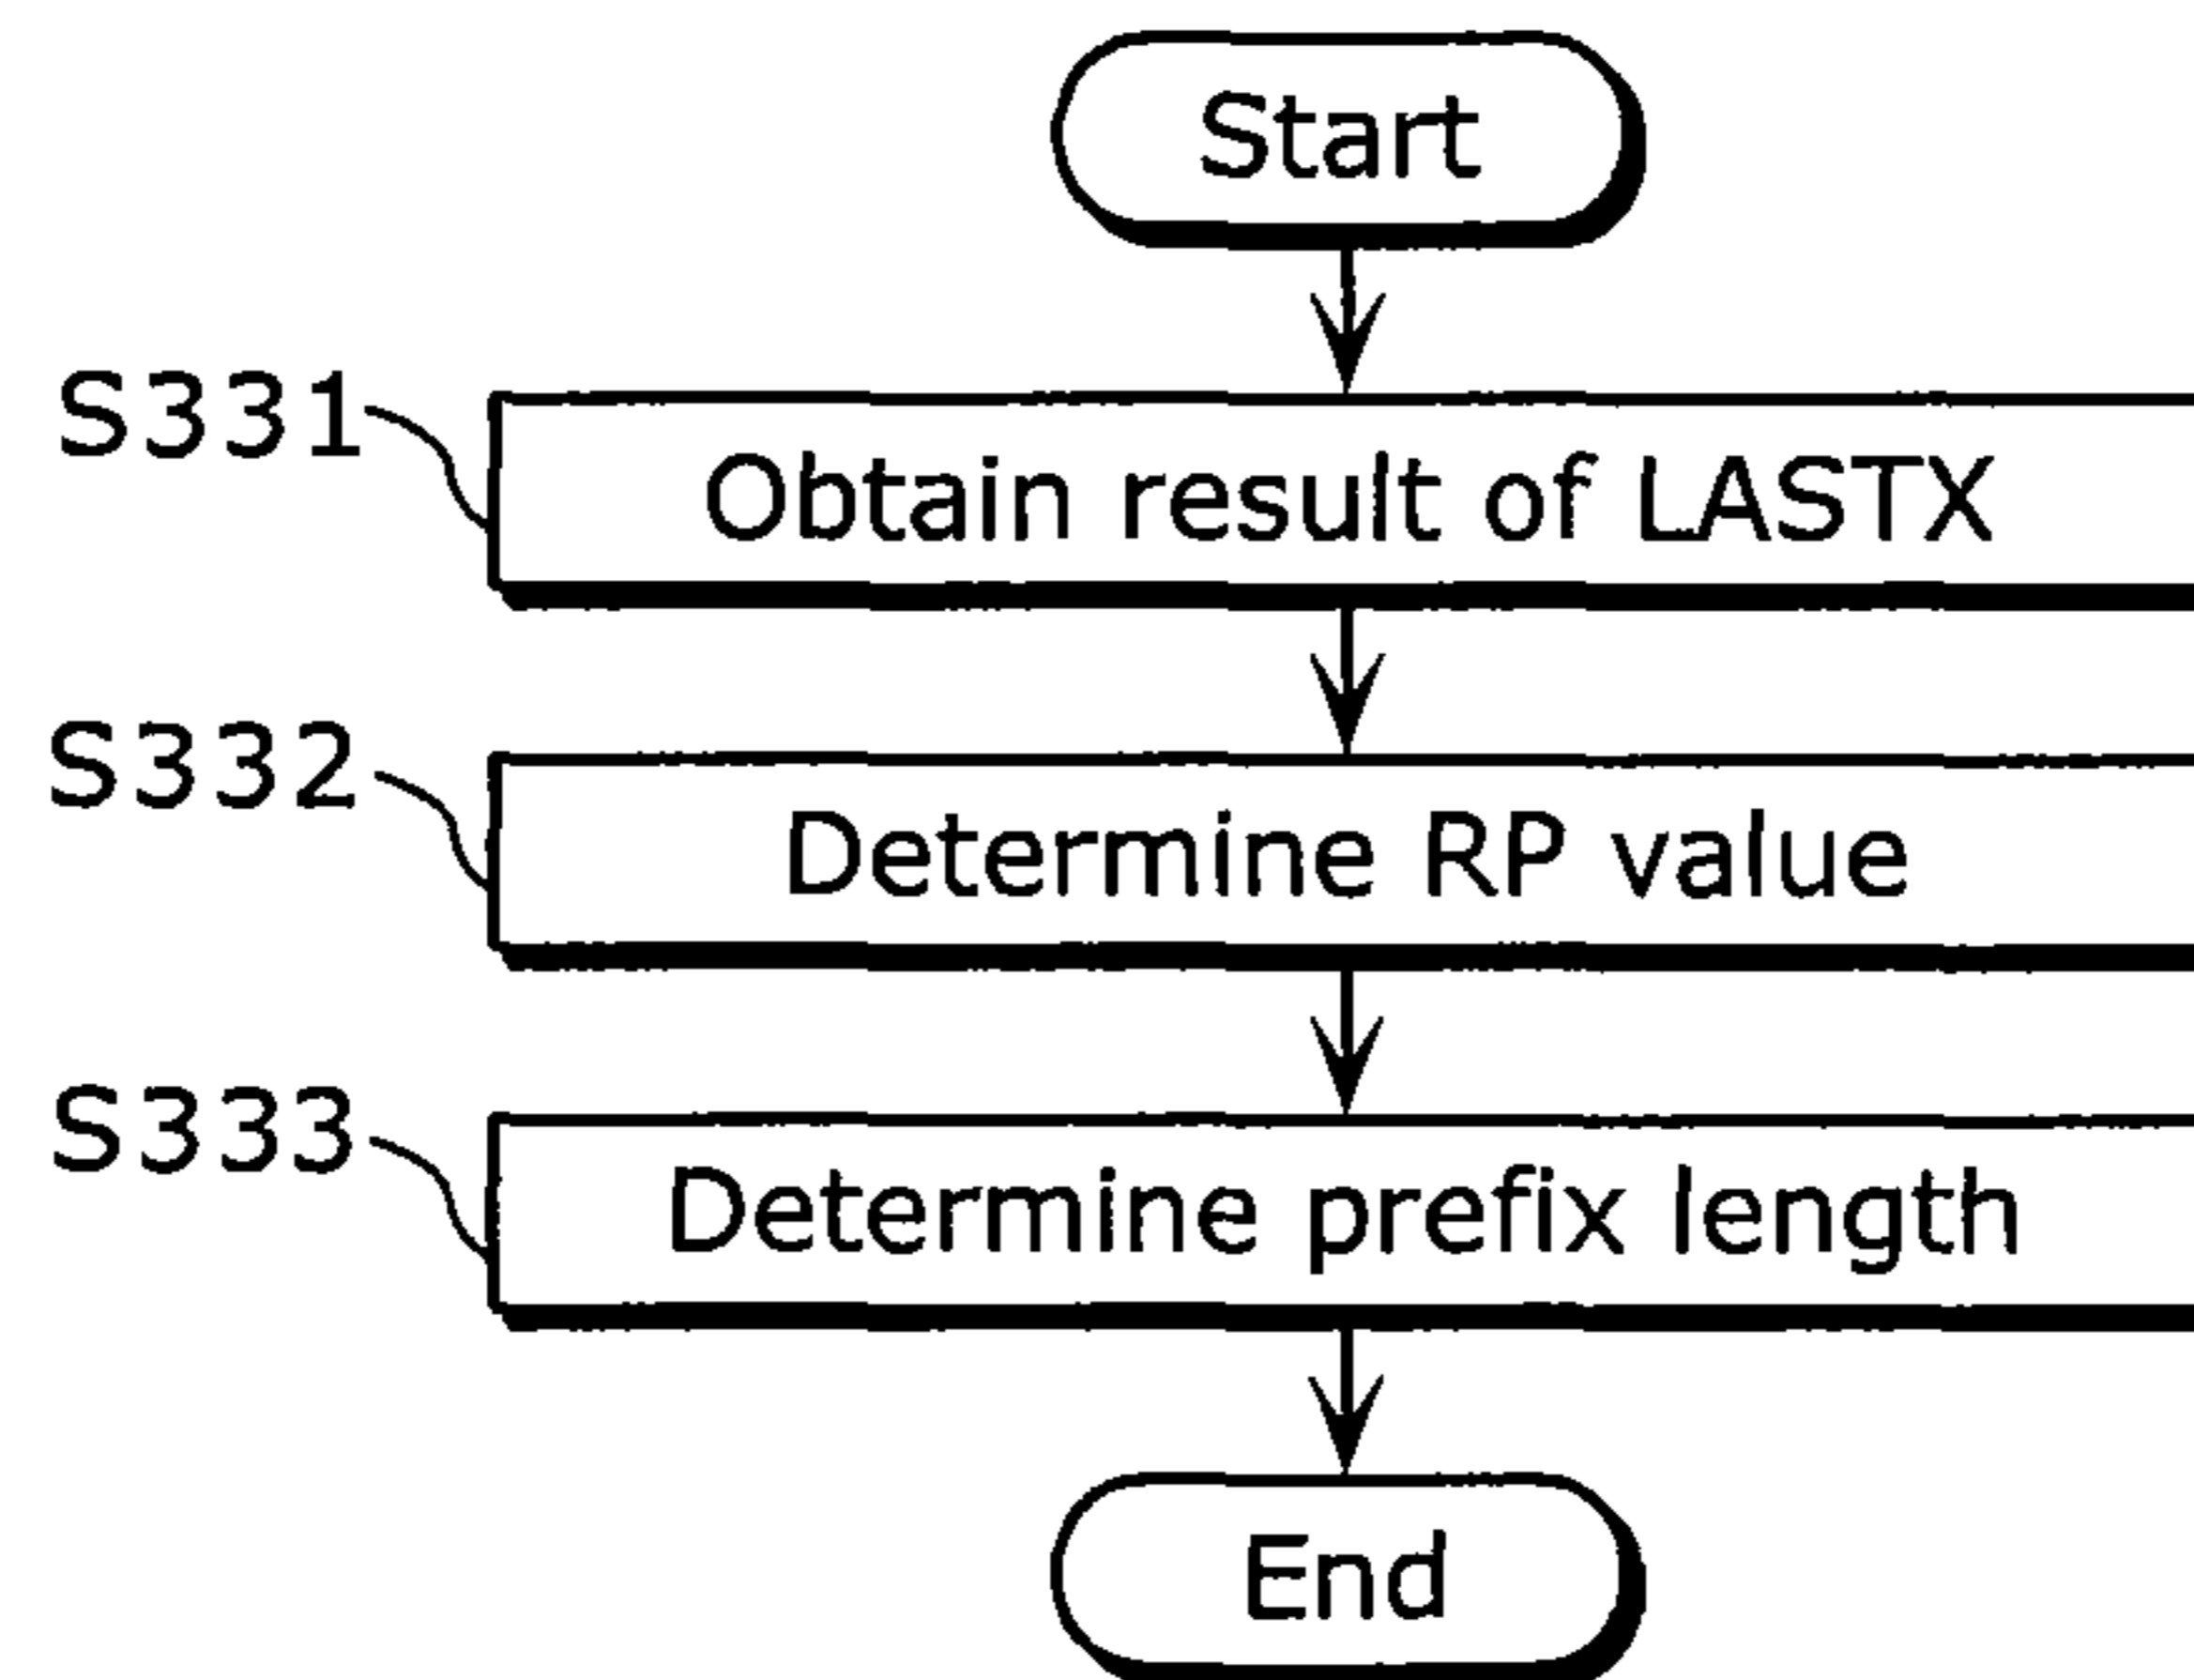 Start
S331
Obtain result of LASTX
S332
Determine RP value
S333
Determine prefix length
End